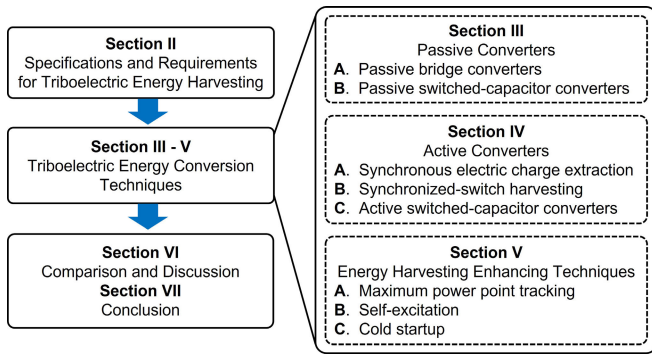 Section II
Specifications and Requirements
for Triboelectric Energy Harvesting
Section III - V
Triboelectric Energy Conversion
Techniques
Section VI
Comparison and Discussion
Section VII
Conclusion
Section III
Passive Converters
A. Passive bridge converters
B. Passive switched-capacitor converters
Section IV
Active Converters
A. Synchronous electric charge extraction
B. Synchronized-switch harvesting
C. Active switched-capacitor converters
Section V
Energy Harvesting Enhancing Techniques
A. Maximum power point tracking
B. Self-excitation
C. Cold startup